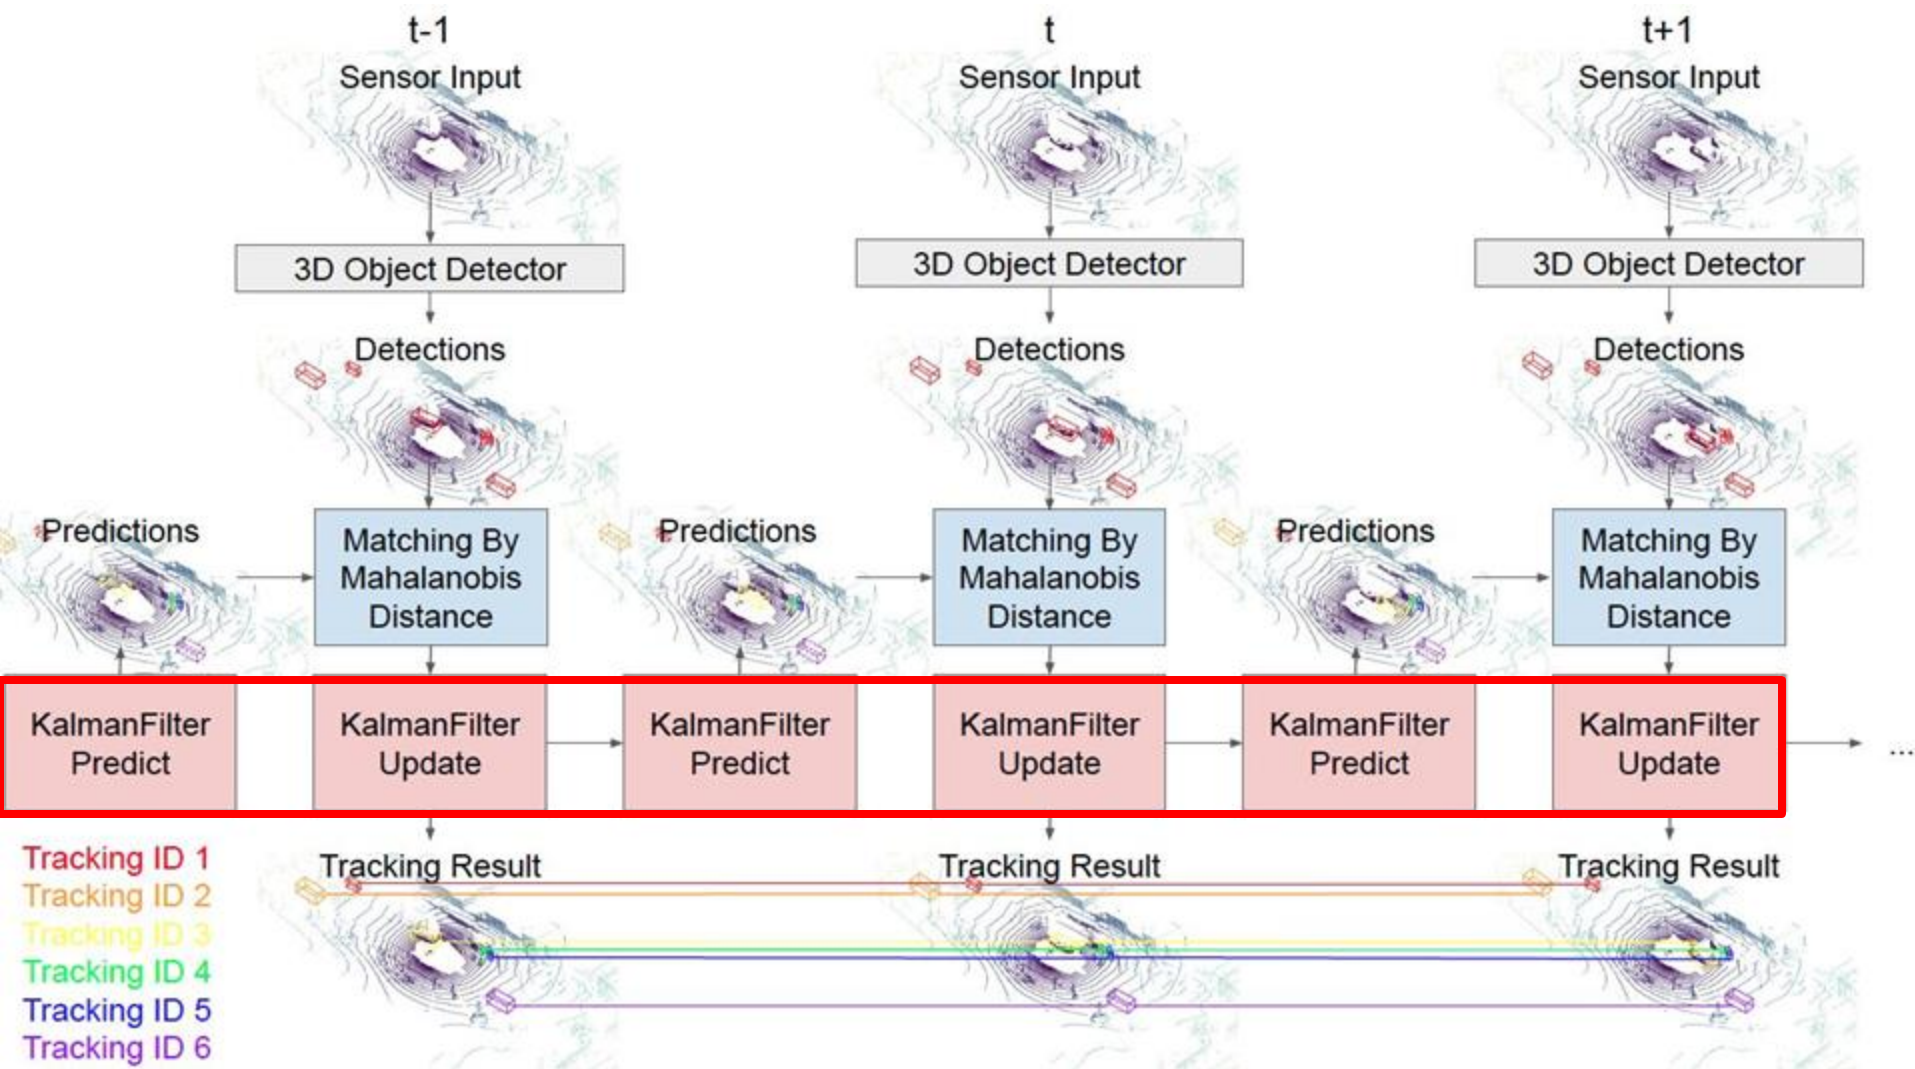 t-1
t
t+1
Sensor Input
Sensor Input
Sensor Input
3D Object Detector
3D Object Detector
3D Object Detector
Detections
Detections
Detections
Predictions
Matching By
Mahalanobis
Distance
Predictions
Matching By
Mahalanobis
Distance
Predictions
Matching By
Mahalanobis
Distance
KalmanFilter
Predict
KalmanFilter
Update
KalmanFilter
Predict
KalmanFilter
Update
KalmanFilter
Predict
KalmanFilter
Update
...
Tracking ID 1
Tracking ID 2
Tracking ID 3
Tracking ID 4
Tracking ID 5
Tracking ID 6
Tracking Result
Tracking Result
Tracking Result